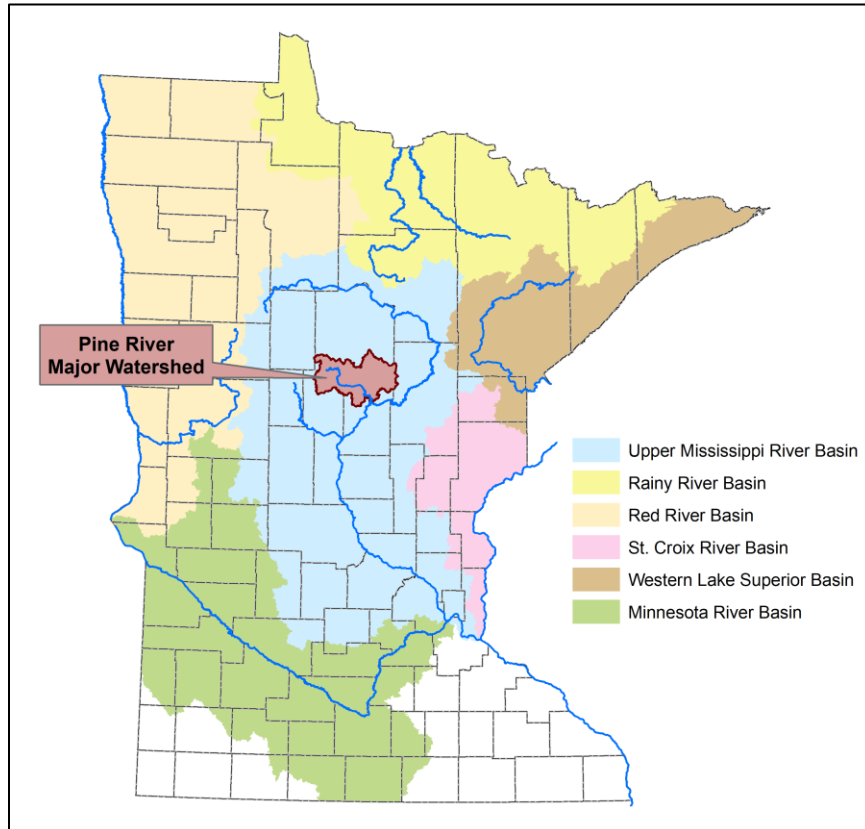 Pine River
Major Watershed
Upper Mississippi River Basin
Rainy River Basin
Red River Basin
St. Croix River Basin
Western Lake Superior Basin
Minnesota River Basin